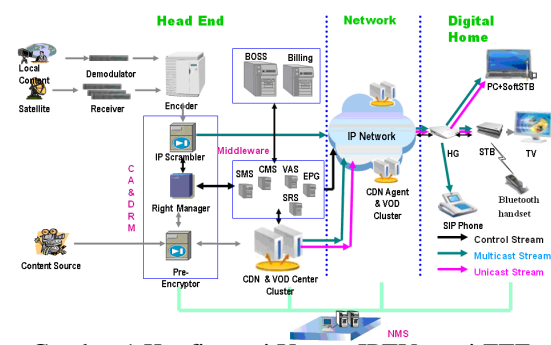 Head End
Network
Digital
Home
Local
Content
Demodulator
Satellite
Receiver
Encoder
BOSS
Billing
PC+SoftSTB
IP Scrambler
Middleware
IP Network
HG
STB
TV
CA&DRM
SMS
CMS
VAS
EPG
SRS
Right Manager
CDN Agent
& VOD
Cluster
Bluetooth
handset
SIP Phone
Content Source
Pre-
Encryptor
CDN & VOD Center
Cluster
Control Stream
Multicast Stream
Unicast Stream
NMS